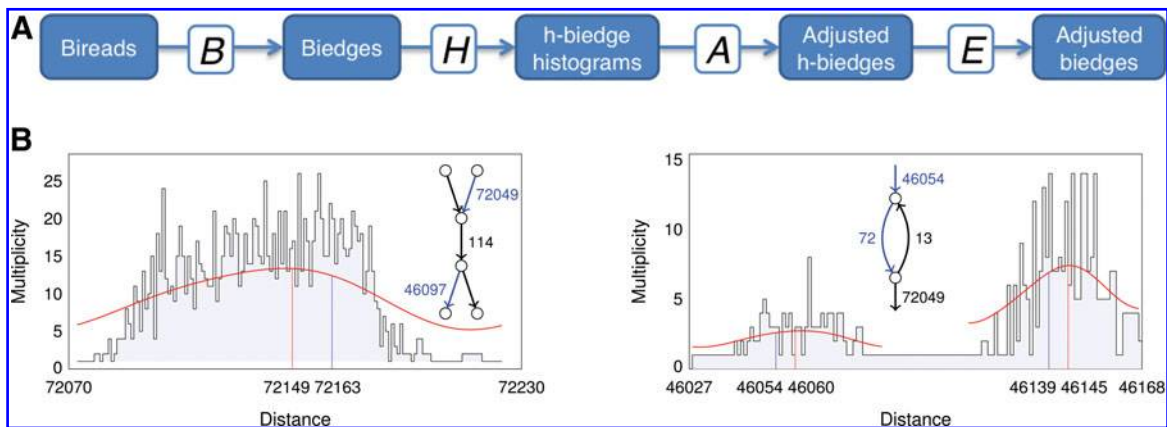 A
Bireads
B
Biedges
H
h-biedge
histograms
A
Adjusted
h-biedges
E
Adjusted
biedges
B
Multiplicity
25
20
15
10
5
0
72070
72149 72163
72230
Distance
72049
114
46097
Multiplicity
15
10
5
0
46027
46054 46060
46139 46145
46168
Distance
46054
72
13
72049